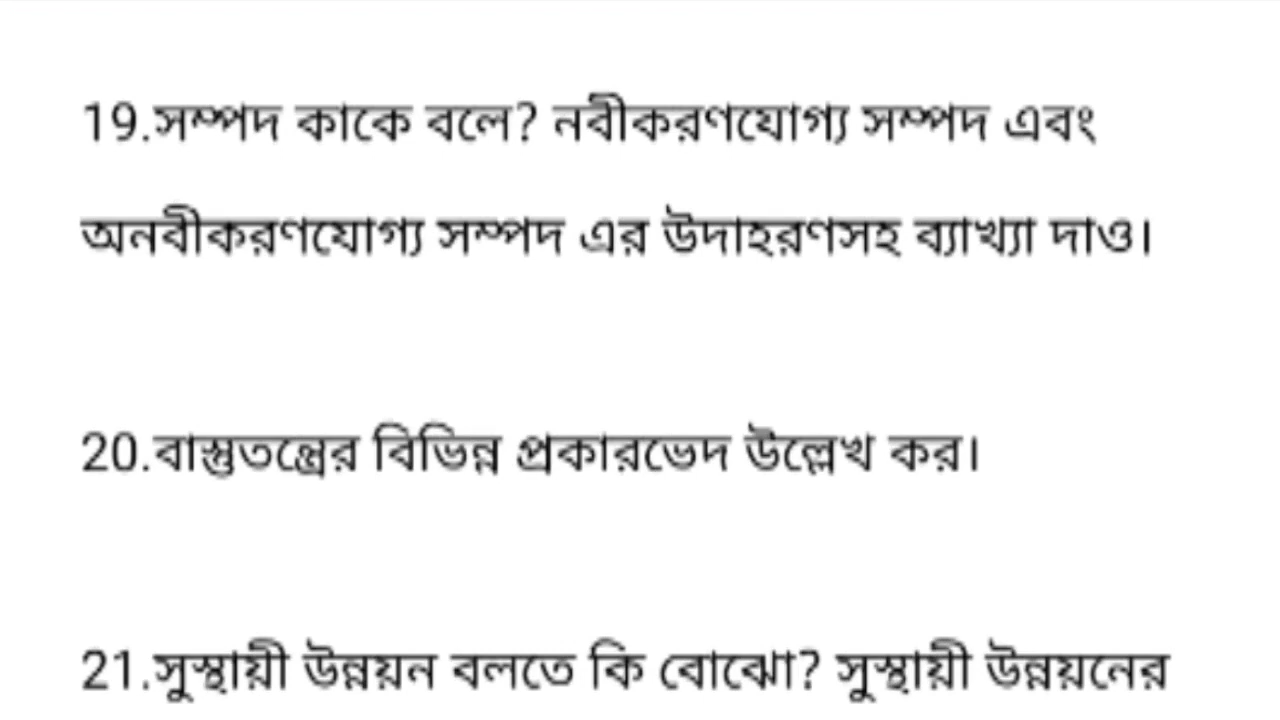 19.সম্পদ কাকে বলে? নবীকরণযোগ্য সম্পদ এবং
অনবীকরণযোগ্য সম্পদ এর উদাহরণসহ ব্যাখ্যা দাও।
20.বাস্তুতন্ত্রের বিভিন্ন প্রকারভেদ উল্লেখ কর।
21.সুস্থায়ী উন্নয়ন বলতে কি বোঝো? সুস্থায়ী উন্নয়নের